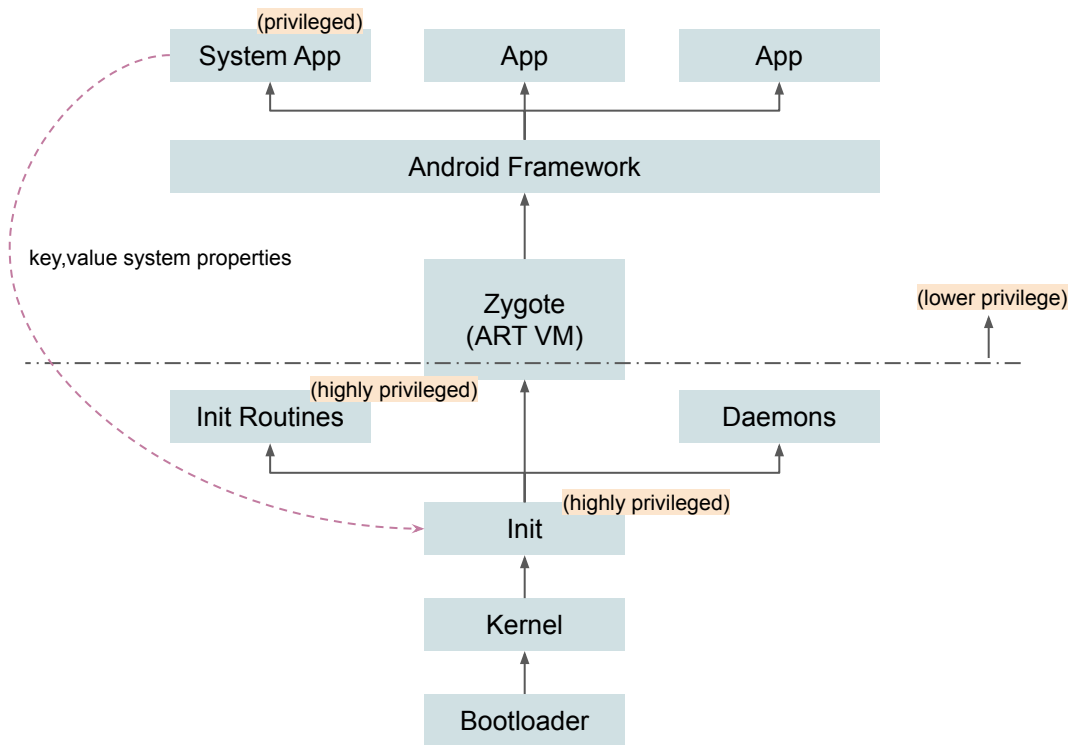 (privileged)
System App
App
App
Android Framework
key,value system properties
Zygote
(ART VM)
(lower privilege)
(highly privileged)
Init Routines
Daemons
(highly privileged)
Init
Kernel
Bootloader